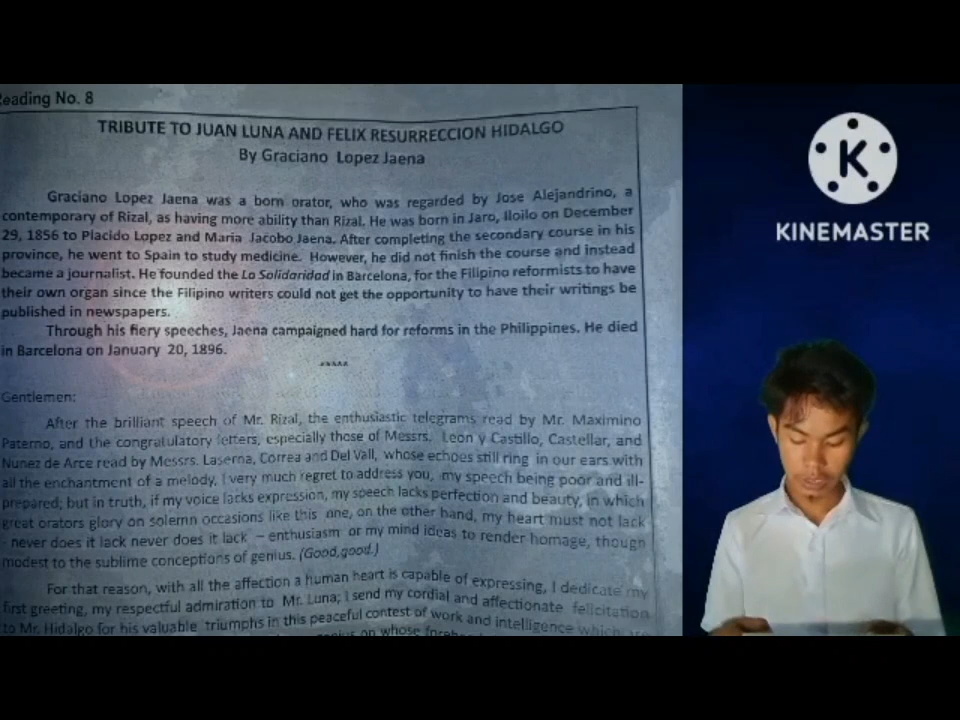 eading No. 8
TRIBUTE TO JUAN LUNA AND FELIX RESURRECCION HIDALGO
By Graciano Lopez Jaena
Graciano Lopez Jaena was a born orator, who was regarded by Jose Alejandrino, a
contemporary of Rizal, as having more ability than Rizal. He was born in Jaro, Iloilo on December
29, 1856 to Placido Lopez and Maria Jacobo Jaena. After completing the secondary course in his
province, he went to Spain to study medicine. However, he did not finish the course and instead
became a journalist. He founded the La Solidaridad in Barcelona, for the Filipino reformists to have
their own organ since the Filipino writers could not get the opportunity to have their writings be
published in newspapers.
Through his fiery speeches, Jaena campaigned hard for reforms in the Philippines. He died
in Barcelona on January 20, 1896.
*****
Gentlemen:
After the brilliant speech of Mr. Rizal, the enthusiastic telegrams read by Mr. Maximino
Paterno, and the congratulatory letters, especially those of Messrs. Leon y Castillo, Castellar, and
Nunez de Arce read by Messrs. Laserna, Correa and Del Vall, whose echoes still ring in our ears with
all the enchantment of a melody, I very much regret to address you, my speech being poor and ill-
prepared; but in truth, if my voice lacks expression, my speech lacks perfection and beauty, in which
great orators glory on solemn occasions like this one, on the other hand, my heart must not lack
- never does it lack never does it lack – enthusiasm or my mind ideas to render homage, though
modest to the sublime conceptions of genius. (Good,good.)
For that reason, with all the affection a human heart is capable of expressing, I dedicate my
first greeting, my respectful admiration to Mr. Luna; I send my cordial and affectionate felicitation
to Mr. Hidalgo for his valuable triumphs in this peaceful contest of work and intelligence which are
genius on whose
K
KINEMASTER